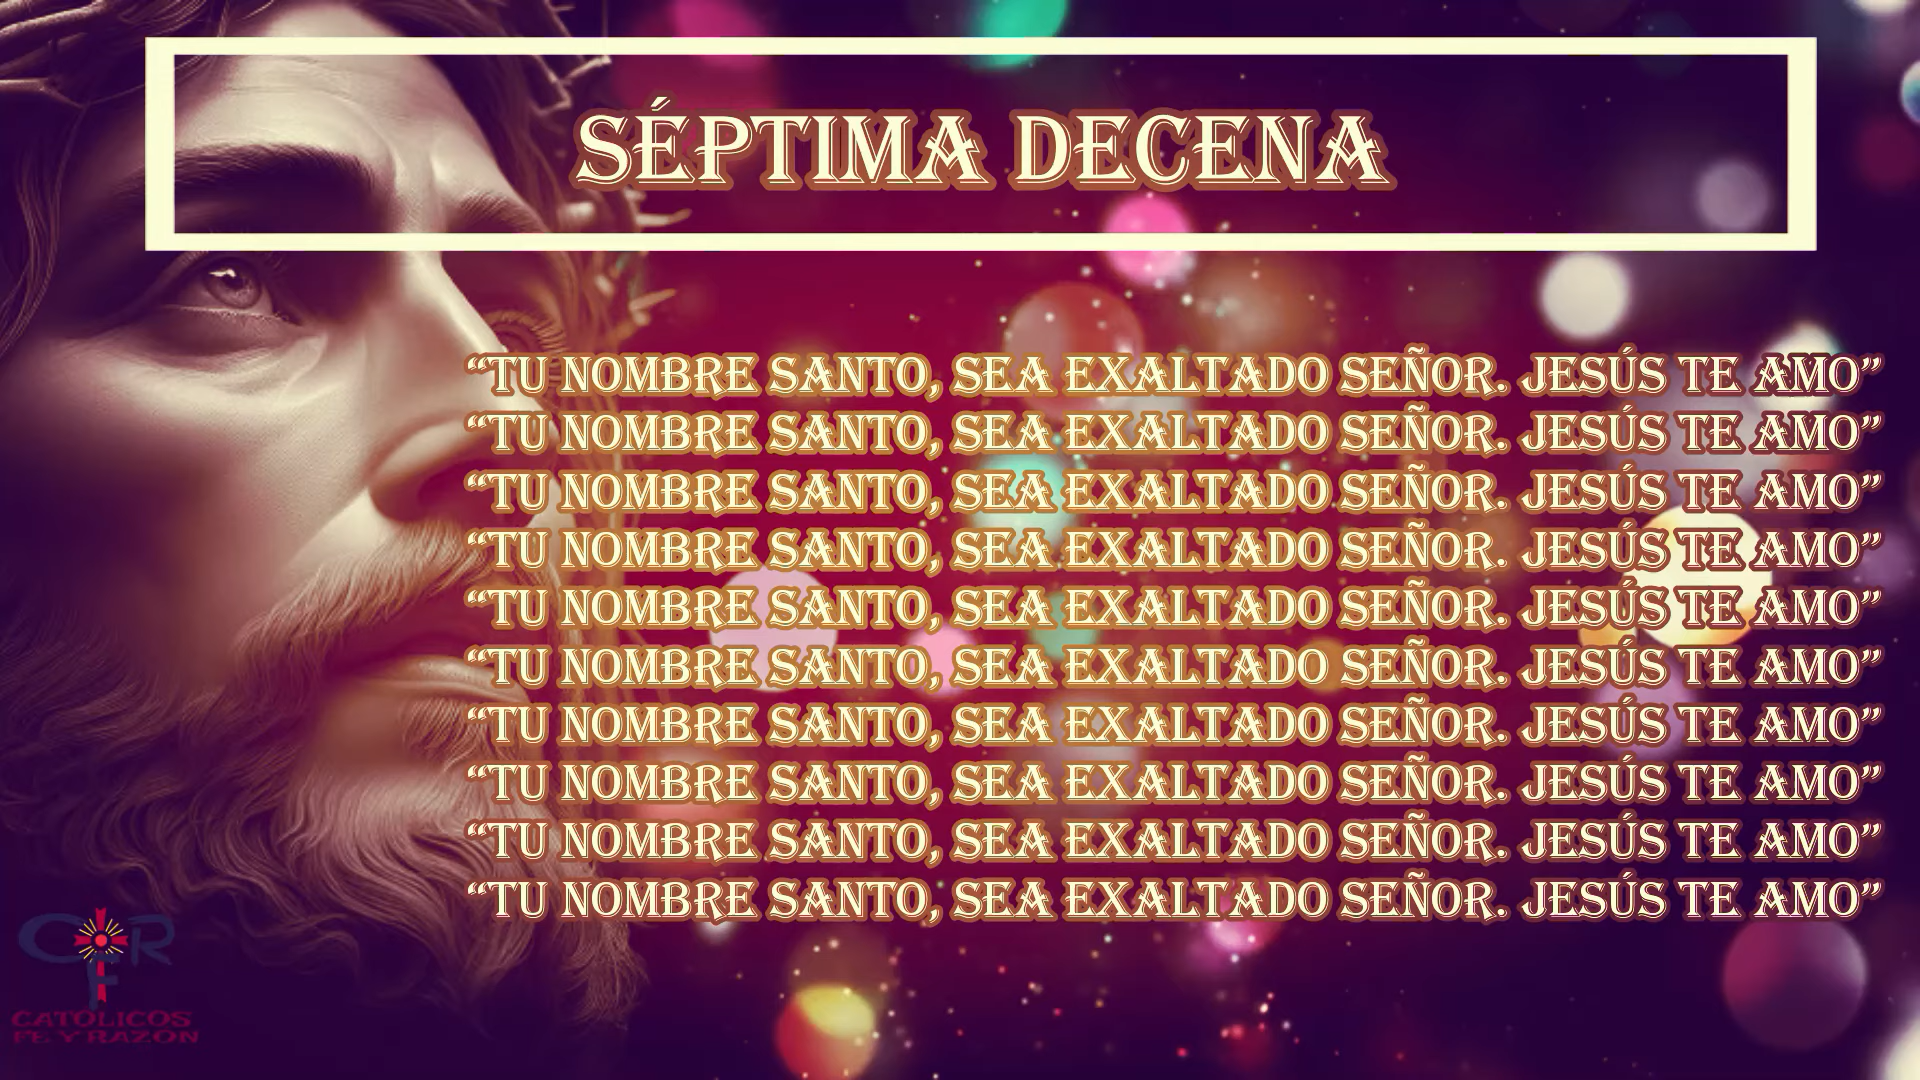 SÉPTIMA DECENA
“TU NOMBRE SANTO, SEA EXALTADO SEÑOR. JESÚS TE AMO”
“TU NOMBRE SANTO, SEA EXALTADO SEÑOR. JESÚS TE AMO”
“TU NOMBRE SANTO, SEA EXALTADO SEÑOR. JESÚS TE AMO”
“TU NOMBRE SANTO, SEA EXALTADO SEÑOR. JESÚS TE AMO”
“TU NOMBRE SANTO, SEA EXALTADO SEÑOR. JESÚS TE AMO”
“TU NOMBRE SANTO, SEA EXALTADO SEÑOR. JESÚS TE AMO”
“TU NOMBRE SANTO, SEA EXALTADO SEÑOR. JESÚS TE AMO”
“TU NOMBRE SANTO, SEA EXALTADO SEÑOR. JESÚS TE AMO”
“TU NOMBRE SANTO, SEA EXALTADO SEÑOR. JESÚS TE AMO”
“TU NOMBRE SANTO, SEA EXALTADO SEÑOR. JESÚS TE AMO”
C R
F
CATÓLICOS
FE Y RAZÓN